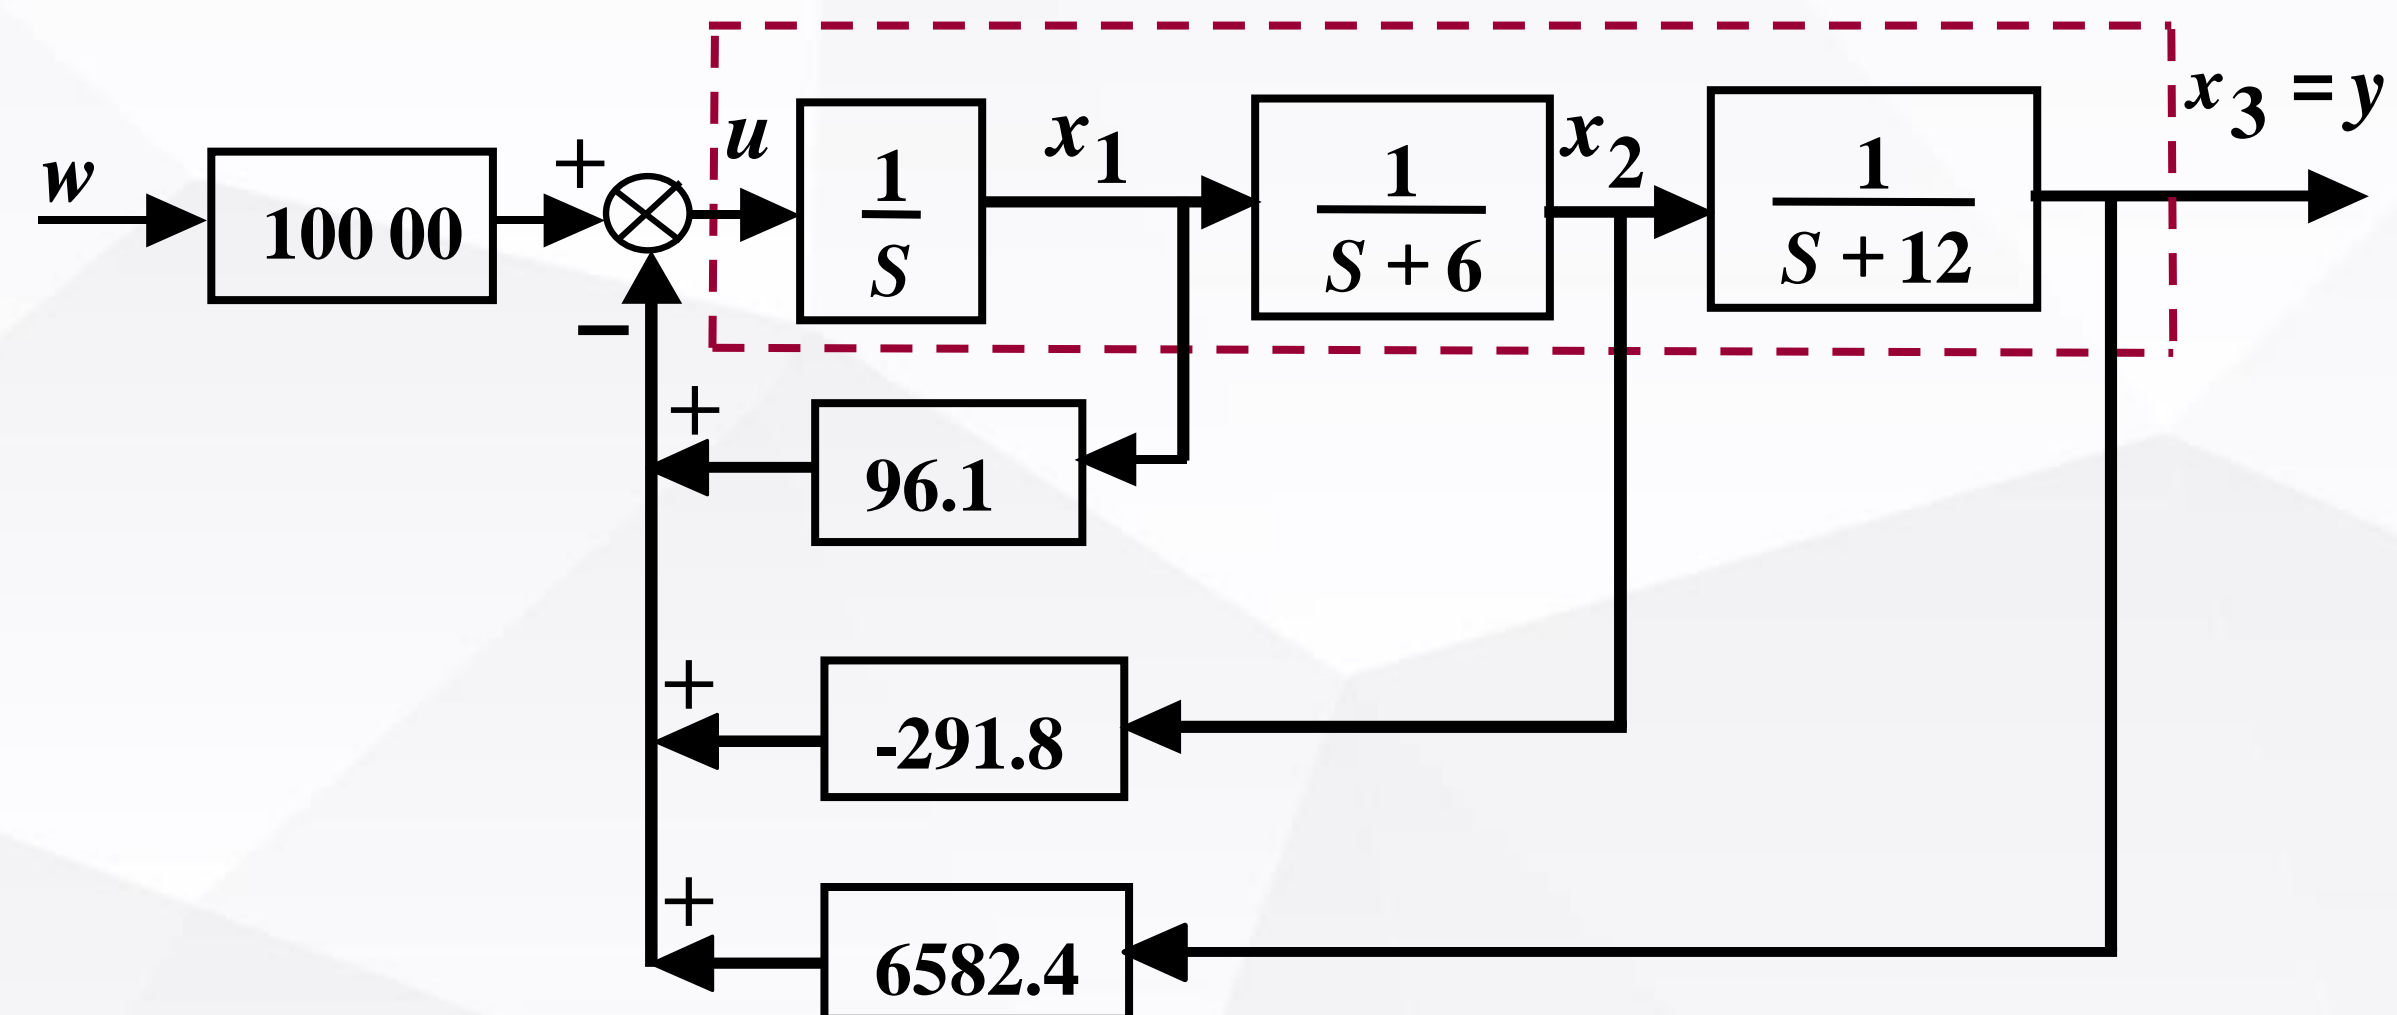 w
100 00
+
−
u
1
S
x1
1
S + 6
x2
1
S + 12
x3 = y
+
96.1
+
-291.8
+
6582.4